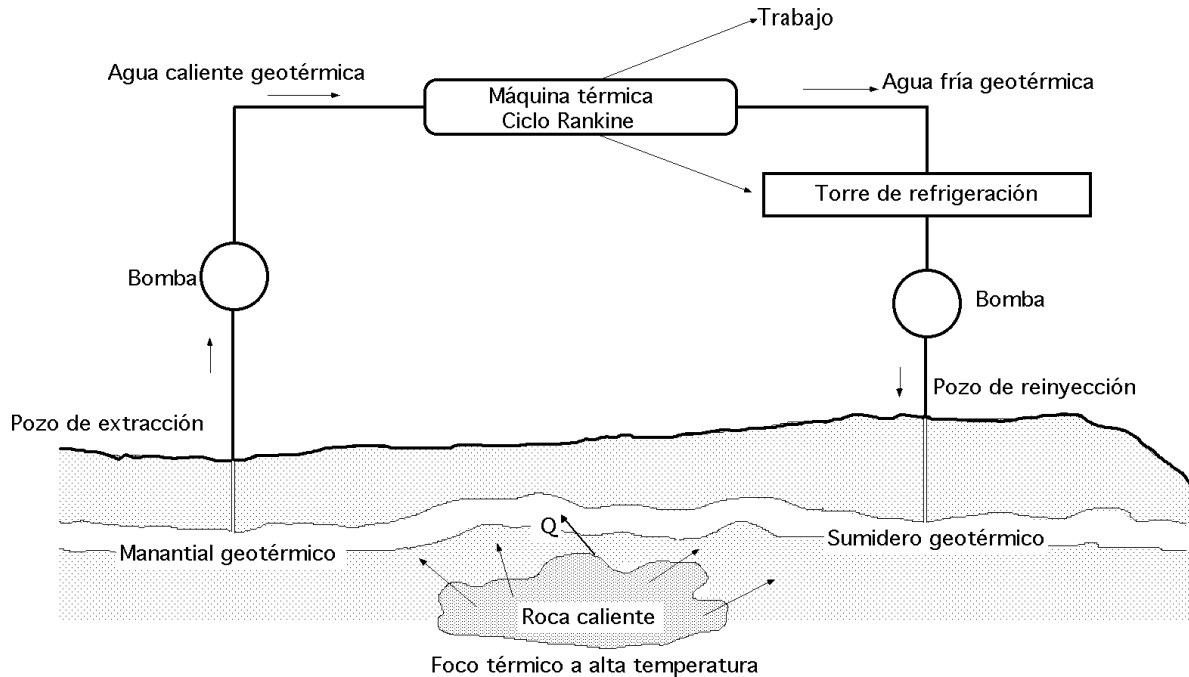 Trabajo
Agua caliente geotérmica
Máquina térmica
Ciclo Rankine
Agua fría geotérmica
Torre de refrigeración
Bomba
Bomba
Pozo de reinyección
Pozo de extracción
Q
Manantial geotérmico
Sumidero geotérmico
Roca caliente
Foco térmico a alta temperatura